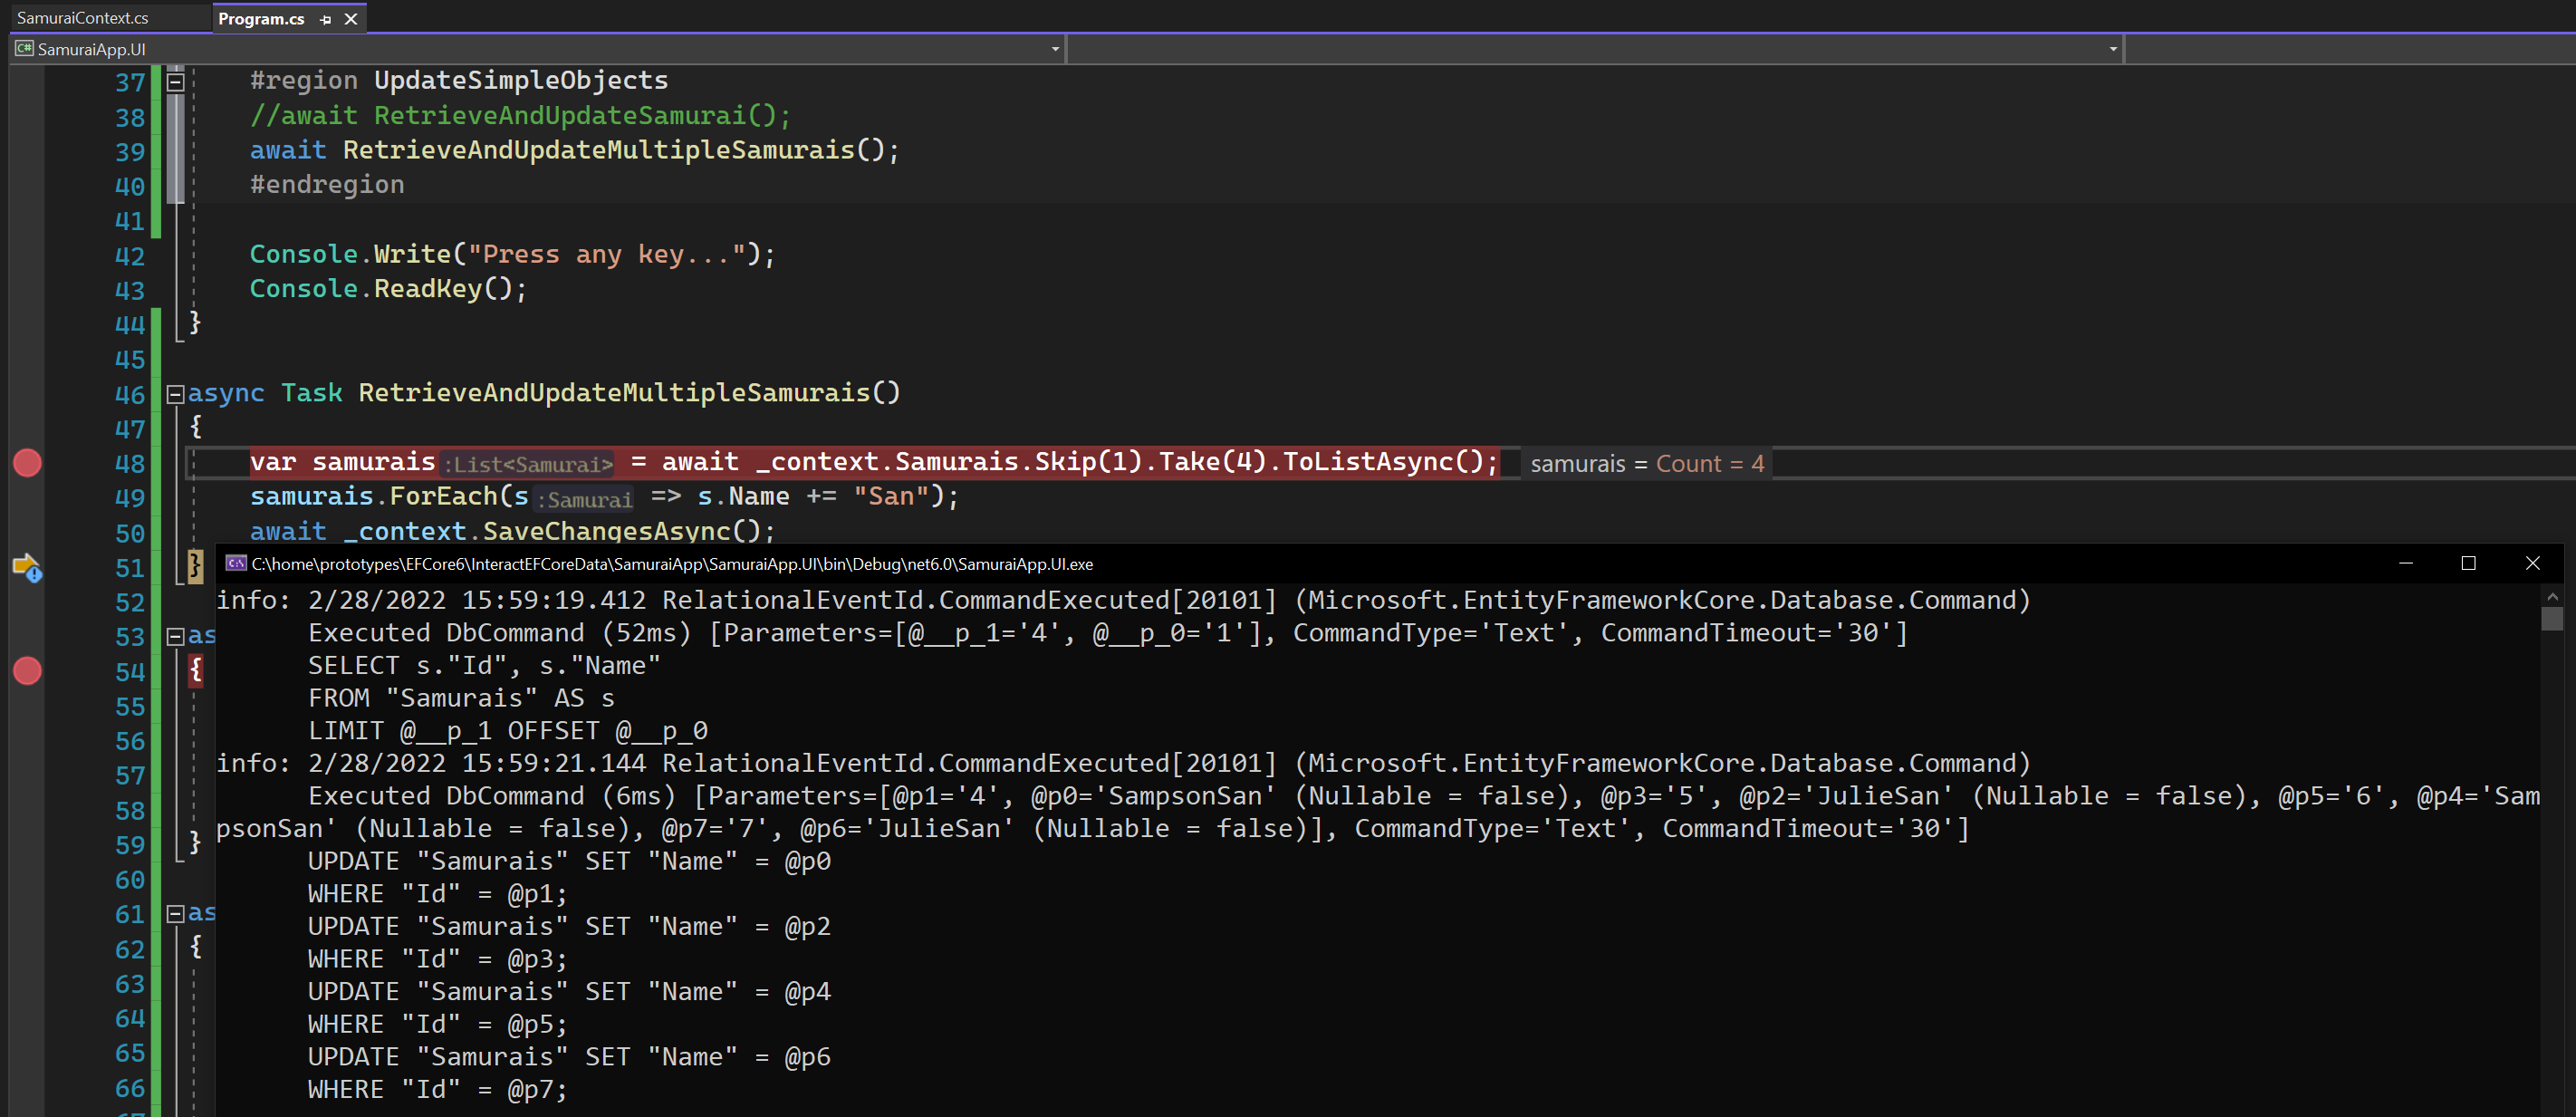 SamuraiContext.cs
Program.cs
C# SamuraiApp.UI
37 #region UpdateSimpleObjects
38 //await RetrieveAndUpdateSamurai();
39 await RetrieveAndUpdateMultipleSamurais();
40 #endregion
41
42 Console.Write("Press any key...");
43 Console.ReadKey();
44 }
45
46 async Task RetrieveAndUpdateMultipleSamurais()
47 {
48 var samurais :List<Samurai> = await _context.Samurais.Skip(1).Take(4).ToListAsync(); samurais = Count = 4
49 samurais.ForEach(s :Samurai => s.Name += "San");
50 await _context.SaveChangesAsync();
51 }
C:\home\prototypes\EFCore6\InteractEFCoreData\SamuraiApp\SamuraiApp.UI\bin\Debug\net6.0\SamuraiApp.UI.exe
52
53 as
54 {
55
56
57
58
59 }
60
61 as
62 {
63
64
65
66
info: 2/28/2022 15:59:19.412 RelationalEventId.CommandExecuted[20101] (Microsoft.EntityFrameworkCore.Database.Command)
Executed DbCommand (52ms) [Parameters=[@__p_1='4', @__p_0='1'], CommandType='Text', CommandTimeout='30']
SELECT s."Id", s."Name"
FROM "Samurais" AS s
LIMIT @__p_1 OFFSET @__p_0
info: 2/28/2022 15:59:21.144 RelationalEventId.CommandExecuted[20101] (Microsoft.EntityFrameworkCore.Database.Command)
Executed DbCommand (6ms) [Parameters=[@p1='4', @p0='SampsonSan' (Nullable = false), @p3='5', @p2='JulieSan' (Nullable = false), @p5='6', @p4='Sam
psonSan' (Nullable = false), @p7='7', @p6='JulieSan' (Nullable = false)], CommandType='Text', CommandTimeout='30']
UPDATE "Samurais" SET "Name" = @p0
WHERE "Id" = @p1;
UPDATE "Samurais" SET "Name" = @p2
WHERE "Id" = @p3;
UPDATE "Samurais" SET "Name" = @p4
WHERE "Id" = @p5;
UPDATE "Samurais" SET "Name" = @p6
WHERE "Id" = @p7;